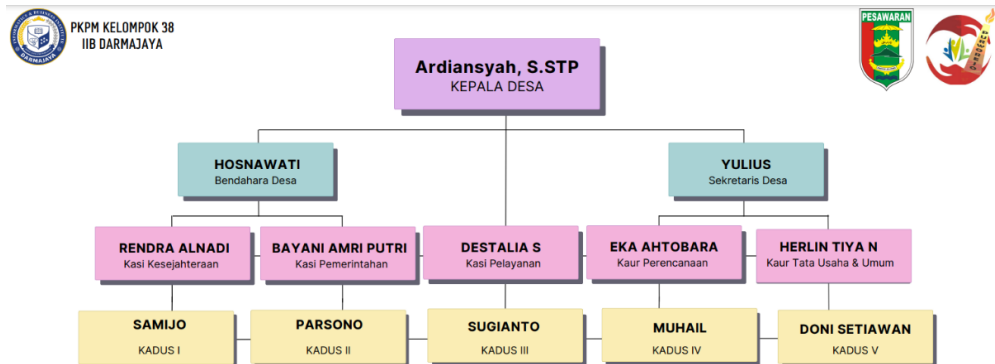 PKPM KELOMPOK 38
IIB DARMAJAYA
PESAWARAN
Ardiansyah, S.STP
KEPALA DESA
HOSNAWATI
Bendahara Desa
YULIUS
Sekretaris Desa
RENDRA ALNADI
Kasi Kesejahteraan
BAYANI AMRI PUTRI
Kasi Pemerintahan
DESTALIA S
Kasi Pelayanan
EKA AHTOBARA
Kaur Perencanaan
HERLIN TIYA N
Kaur Tata Usaha & Umum
SAMIJO
KADUS I
PARSONO
KADUS II
SUGIANTO
KADUS III
MUHAIL
KADUS IV
DONI SETIAWAN
KADUS V